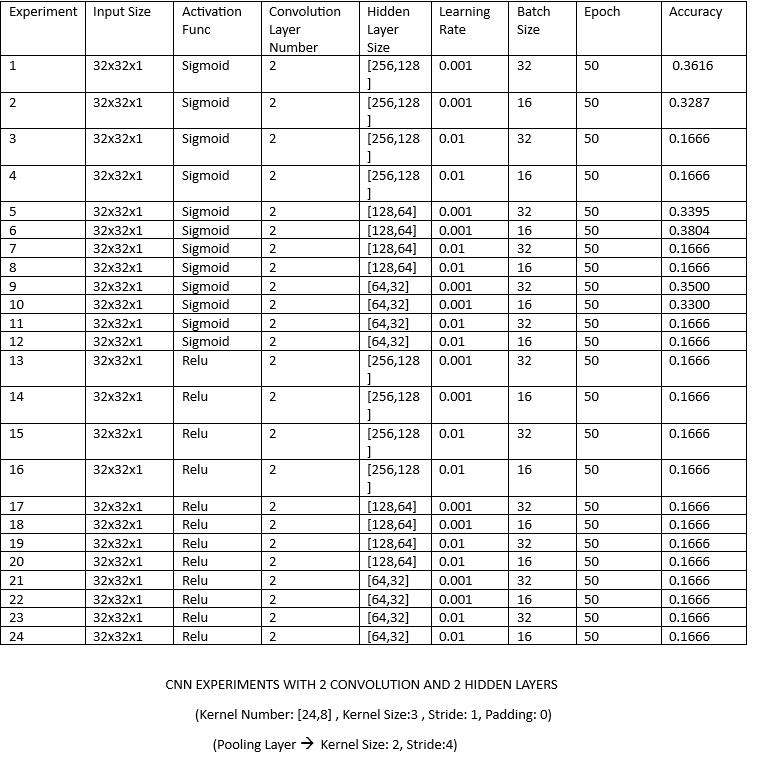 Experiment Input Size Activation Func Convolution Layer Number Hidden Layer Size Learning Rate Batch Size Epoch Accuracy
1 32x32x1 Sigmoid 2 [256,128] 0.001 32 50 0.3616
2 32x32x1 Sigmoid 2 [256,128] 0.001 16 50 0.3287
3 32x32x1 Sigmoid 2 [256,128] 0.01 32 50 0.1666
4 32x32x1 Sigmoid 2 [256,128] 0.01 16 50 0.1666
5 32x32x1 Sigmoid 2 [128,64] 0.001 32 50 0.3395
6 32x32x1 Sigmoid 2 [128,64] 0.001 16 50 0.3804
7 32x32x1 Sigmoid 2 [128,64] 0.01 32 50 0.1666
8 32x32x1 Sigmoid 2 [128,64] 0.01 16 50 0.1666
9 32x32x1 Sigmoid 2 [64,32] 0.001 32 50 0.3500
10 32x32x1 Sigmoid 2 [64,32] 0.001 16 50 0.3300
11 32x32x1 Sigmoid 2 [64,32] 0.01 32 50 0.1666
12 32x32x1 Sigmoid 2 [64,32] 0.01 16 50 0.1666
13 32x32x1 Relu 2 [256,128] 0.001 32 50 0.1666
14 32x32x1 Relu 2 [256,128] 0.001 16 50 0.1666
15 32x32x1 Relu 2 [256,128] 0.01 32 50 0.1666
16 32x32x1 Relu 2 [256,128] 0.01 16 50 0.1666
17 32x32x1 Relu 2 [128,64] 0.001 32 50 0.1666
18 32x32x1 Relu 2 [128,64] 0.001 16 50 0.1666
19 32x32x1 Relu 2 [128,64] 0.01 32 50 0.1666
20 32x32x1 Relu 2 [128,64] 0.01 16 50 0.1666
21 32x32x1 Relu 2 [64,32] 0.001 32 50 0.1666
22 32x32x1 Relu 2 [64,32] 0.001 16 50 0.1666
23 32x32x1 Relu 2 [64,32] 0.01 32 50 0.1666
24 32x32x1 Relu 2 [64,32] 0.01 16 50 0.1666
CNN EXPERIMENTS WITH 2 CONVOLUTION AND 2 HIDDEN LAYERS
(Kernel Number: [24,8] , Kernel Size:3 , Stride: 1, Padding: 0)
(Pooling Layer → Kernel Size: 2, Stride:4)